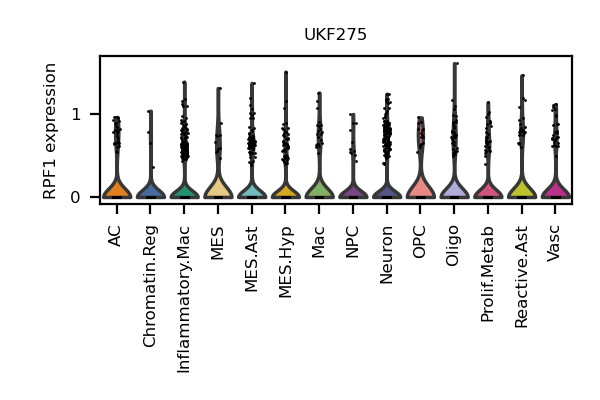 UKF275
RPF1 expression
1
0
AC
Chromatin.Reg
Inflammatory.Mac
MES
MES.Ast
MES.Hyp
Mac
NPC
Neuron
OPC
Oligo
Prolif.Metab
Reactive.Ast
Vasc